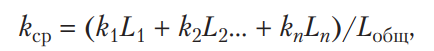 kср = (k1L1 + k2L2... + knLn)/Lобщ,